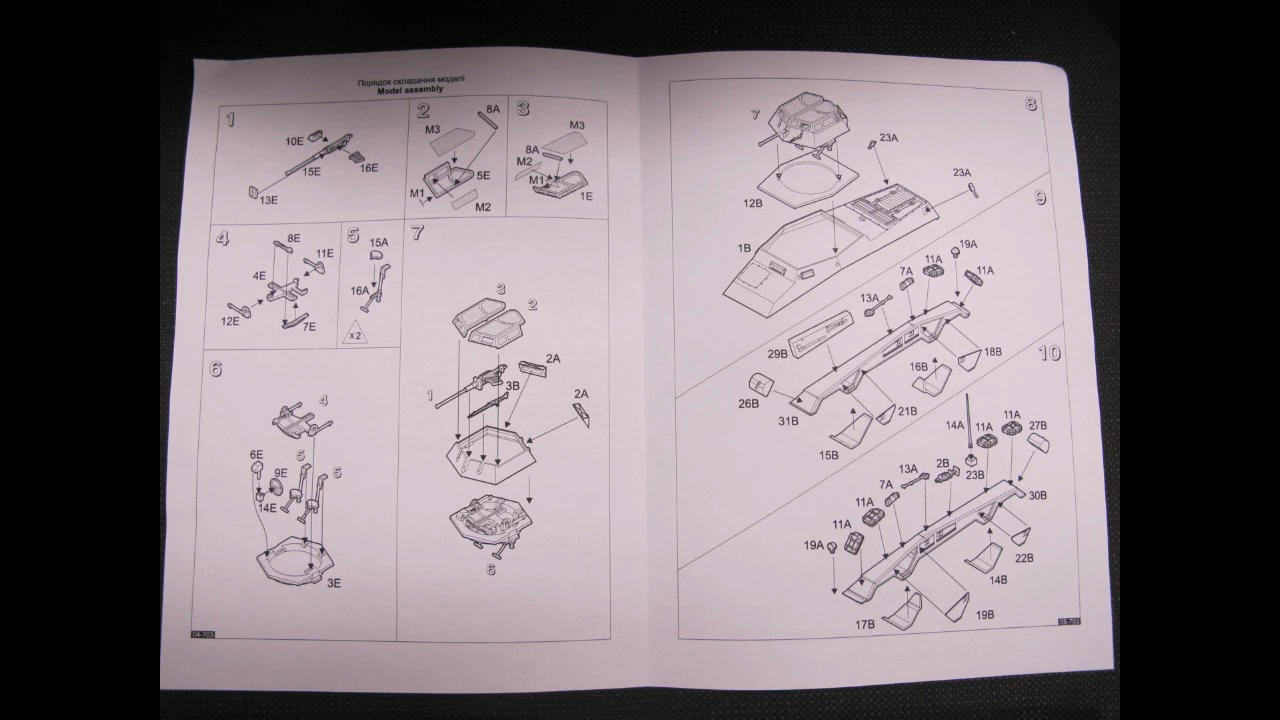 Порядок складання моделі
Model assembly
1
10E
15E
16E
13E
2
8A
M3
5E
M1
M2
3
M3
8A
M2
M1
1E
4
8E
11E
4E
12E
7E
5
15A
16A
x2
6
4
6E
9E
5
5
14E
3E
7
3
2
2A
1
3B
2A
6
04-703
8
7
23A
23A
12B
1B
9
19A
11A
7A
11A
13A
29B
18B
16B
26B
21B
31B
15B
10
11A
27B
14A
11A
2B
23B
13A
7A
30B
11A
11A
19A
22B
14B
19B
17B
05-703